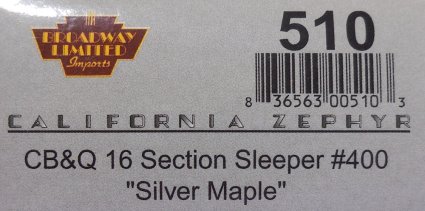 BROADWAY
LIMITED
Imports
510
8 36563 00510 3
CALIFORNIA ZEPHYR
CB&Q 16 Section Sleeper #400
"Silver Maple"